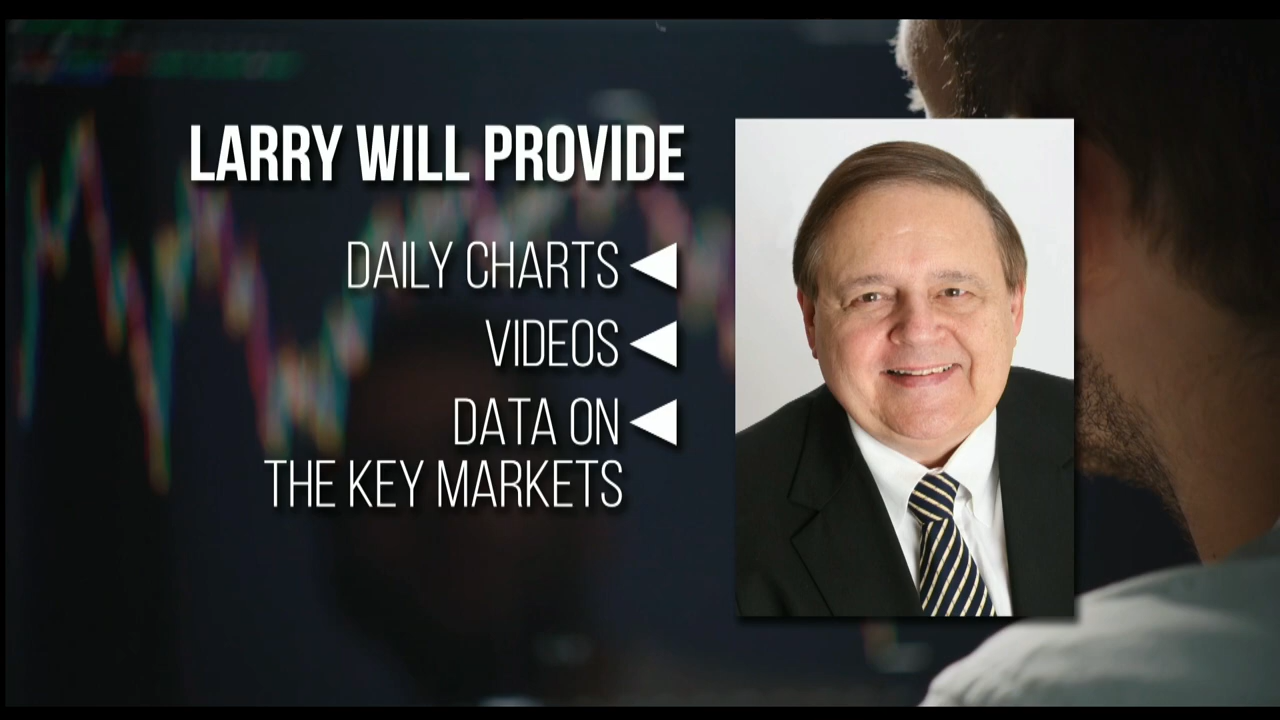 LARRY WILL PROVIDE
DAILY CHARTS
VIDEOS
DATA ON
THE KEY MARKETS